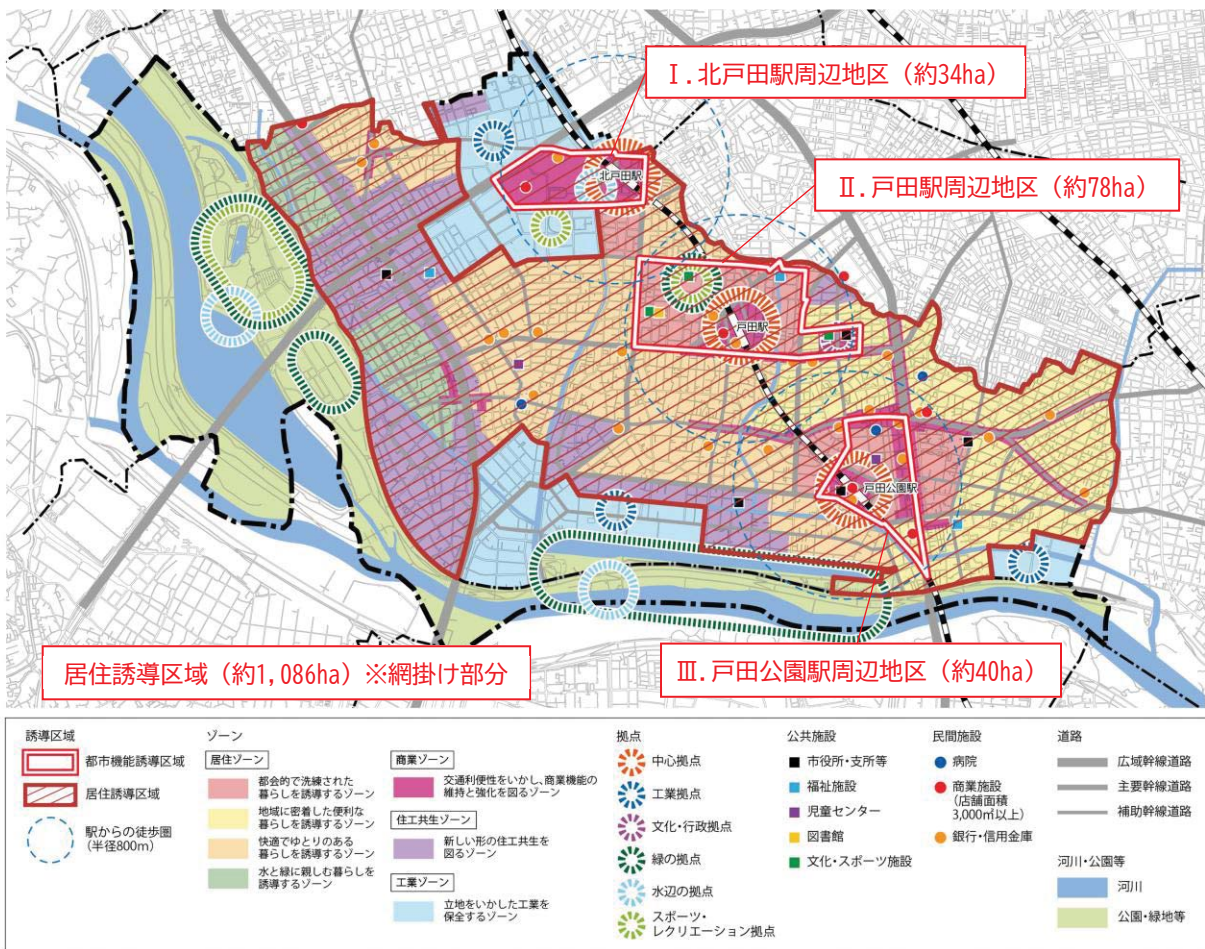 Ⅰ.北戸田駅周辺地区（約34ha）
北戸田駅
Ⅱ.戸田駅周辺地区（約78ha）
戸田駅
戸田公園駅
居住誘導区域（約1,086ha）※網掛け部分
Ⅲ.戸田公園駅周辺地区（約40ha）
誘導区域
都市機能誘導区域
居住誘導区域
駅からの徒歩圏
（半径800m）
ゾーン
居住ゾーン
都会的で洗練された
暮らしを誘導するゾーン
地域に密着した便利な
暮らしを誘導するゾーン
快適でゆとりのある
暮らしを誘導するゾーン
水と緑に親しむ暮らしを
誘導するゾーン
商業ゾーン
交通利便性をいかし、商業機能の
維持と強化を図るゾーン
住工共生ゾーン
新しい形の住工共生を
図るゾーン
工業ゾーン
立地をいかした工業を
保全するゾーン
拠点
中心拠点
工業拠点
文化・行政拠点
緑の拠点
水辺の拠点
スポーツ・
レクリエーション拠点
公共施設
市役所・支所等
福祉施設
児童センター
図書館
文化・スポーツ施設
民間施設
病院
商業施設
（店舗面積
3,000㎡以上）
銀行・信用金庫
道路
広域幹線道路
主要幹線道路
補助幹線道路
河川・公園等
河川
公園・緑地等